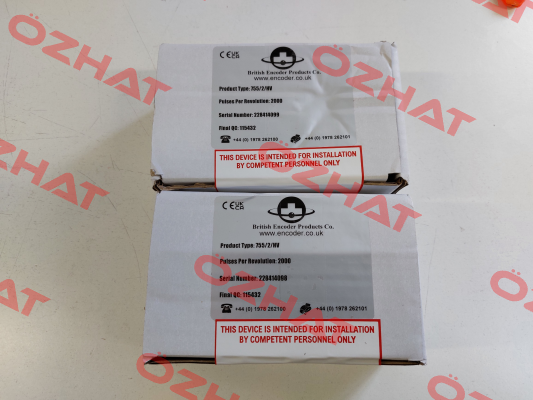 ÖZHAT
CE UK CA
British Encoder Products Co.
www.encoder.co.uk
Product Type: 755/2/HV
Pulses Per Revolution: 2000
Serial Number: 228414099
Final QC: 115432
+44 (0) 1978 262100 +44 (0) 1978 262101
THIS DEVICE IS INTENDED FOR INSTALLATION
BY COMPETENT PERSONNEL ONLY
CE UK CA
British Encoder Products Co.
www.encoder.co.uk
Product Type: 755/2/HV
Pulses Per Revolution: 2000
Serial Number: 228414098
Final QC: 115432
+44 (0) 1978 262100 +44 (0) 1978 262101
THIS DEVICE IS INTENDED FOR INSTALLATION
BY COMPETENT PERSONNEL ONLY
ÖZHAT
ÖZHAT
ÖZHAT
ÖZHAT
ÖZHAT